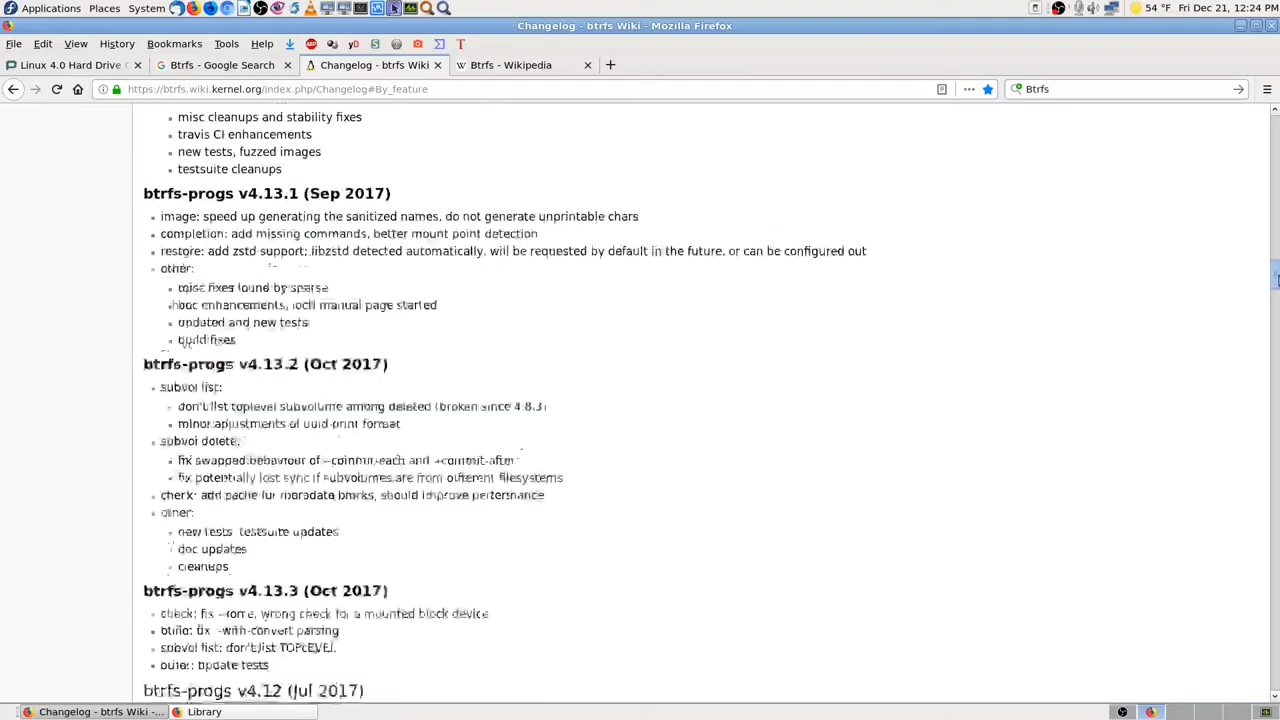 Applications Places System 54 °F Fri Dec 21, 12:24 PM
Changelog - btrfs Wiki - Mozilla Firefox
File Edit View History Bookmarks Tools Help
Linux 4.0 Hard Drive Btrfs - Google Search Changelog - btrfs Wiki Btrfs - Wikipedia
https://btrfs.wiki.kernel.org/index.php/Changelog#By_feature Btrfs
misc cleanups and stability fixes
travis CI enhancements
new tests, fuzzed images
testsuite cleanups
btrfs-progs v4.13.1 (Sep 2017)
image: speed up generating the sanitized names, do not generate unprintable chars
completion: add missing commands, better mount point detection
restore: add zstd support; libzstd detected automatically, will be requested by default in the future, or can be configured out
other:
misc fixes found by sparse
doc enhancements, ioctl manual page started
updated and new tests
build fixes
btrfs-progs v4.13.2 (Oct 2017)
subvol list:
don't list toplevel subvolume among deleted (broken since 4.8.3)
minor adjustments of uuid print format
subvol delete:
fix swapped behaviour of --commit-each and --commit-after
fix potentially lost sync if subvolumes are from different filesystems
check: add cache for metadata blocks, should improve performance
other:
new tests, testsuite updates
doc updates
cleanups
btrfs-progs v4.13.3 (Oct 2017)
check: fix --force, wrong check for a mounted block device
build: fix --with-convert parsing
subvol list: don't list TOPLEVEL
other: update tests
btrfs-progs v4.12 (Jul 2017)
Changelog - btrfs Wiki -... Library